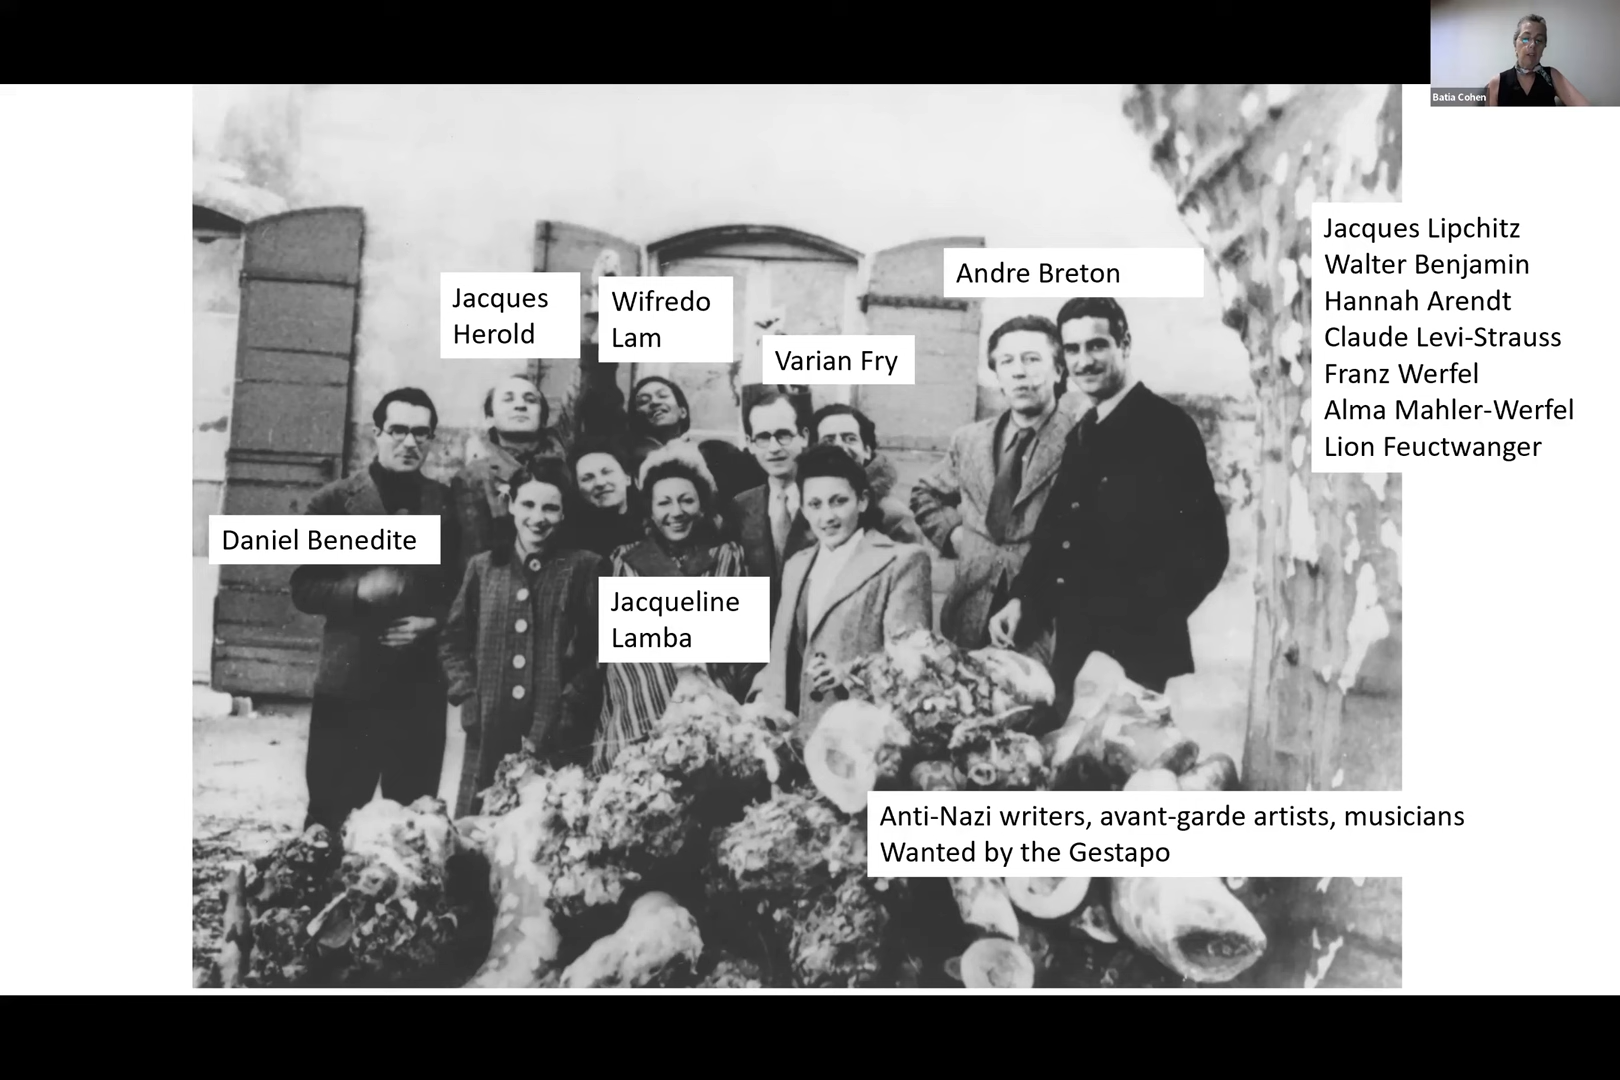 Batia Cohen
Jacques Lipchitz
Walter Benjamin
Hannah Arendt
Claude Levi-Strauss
Franz Werfel
Alma Mahler-Werfel
Lion Feuctwanger
Andre Breton
Jacques
Herold
Wifredo
Lam
Varian Fry
Daniel Benedite
Jacqueline
Lamba
Anti-Nazi writers, avant-garde artists, musicians
Wanted by the Gestapo